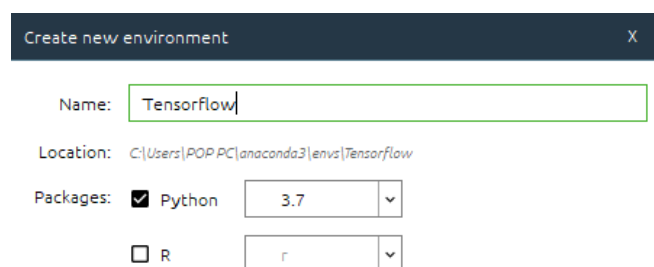 Create new environment X
Name: Tensorflow
Location: C:\Users\POP PC\anaconda3\envs\Tensorflow
Packages: Python 3.7
R r